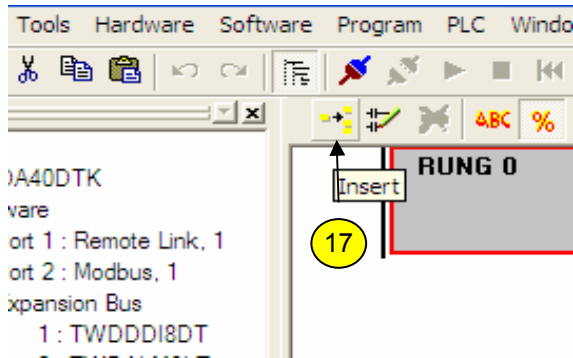 Tools Hardware Software Program PLC Windo
ABC %
RUNG 0
Insert
17
DA40DTK
ware
ort 1 : Remote Link, 1
ort 2 : Modbus, 1
xpansion Bus
1 : TWDDDI8DT